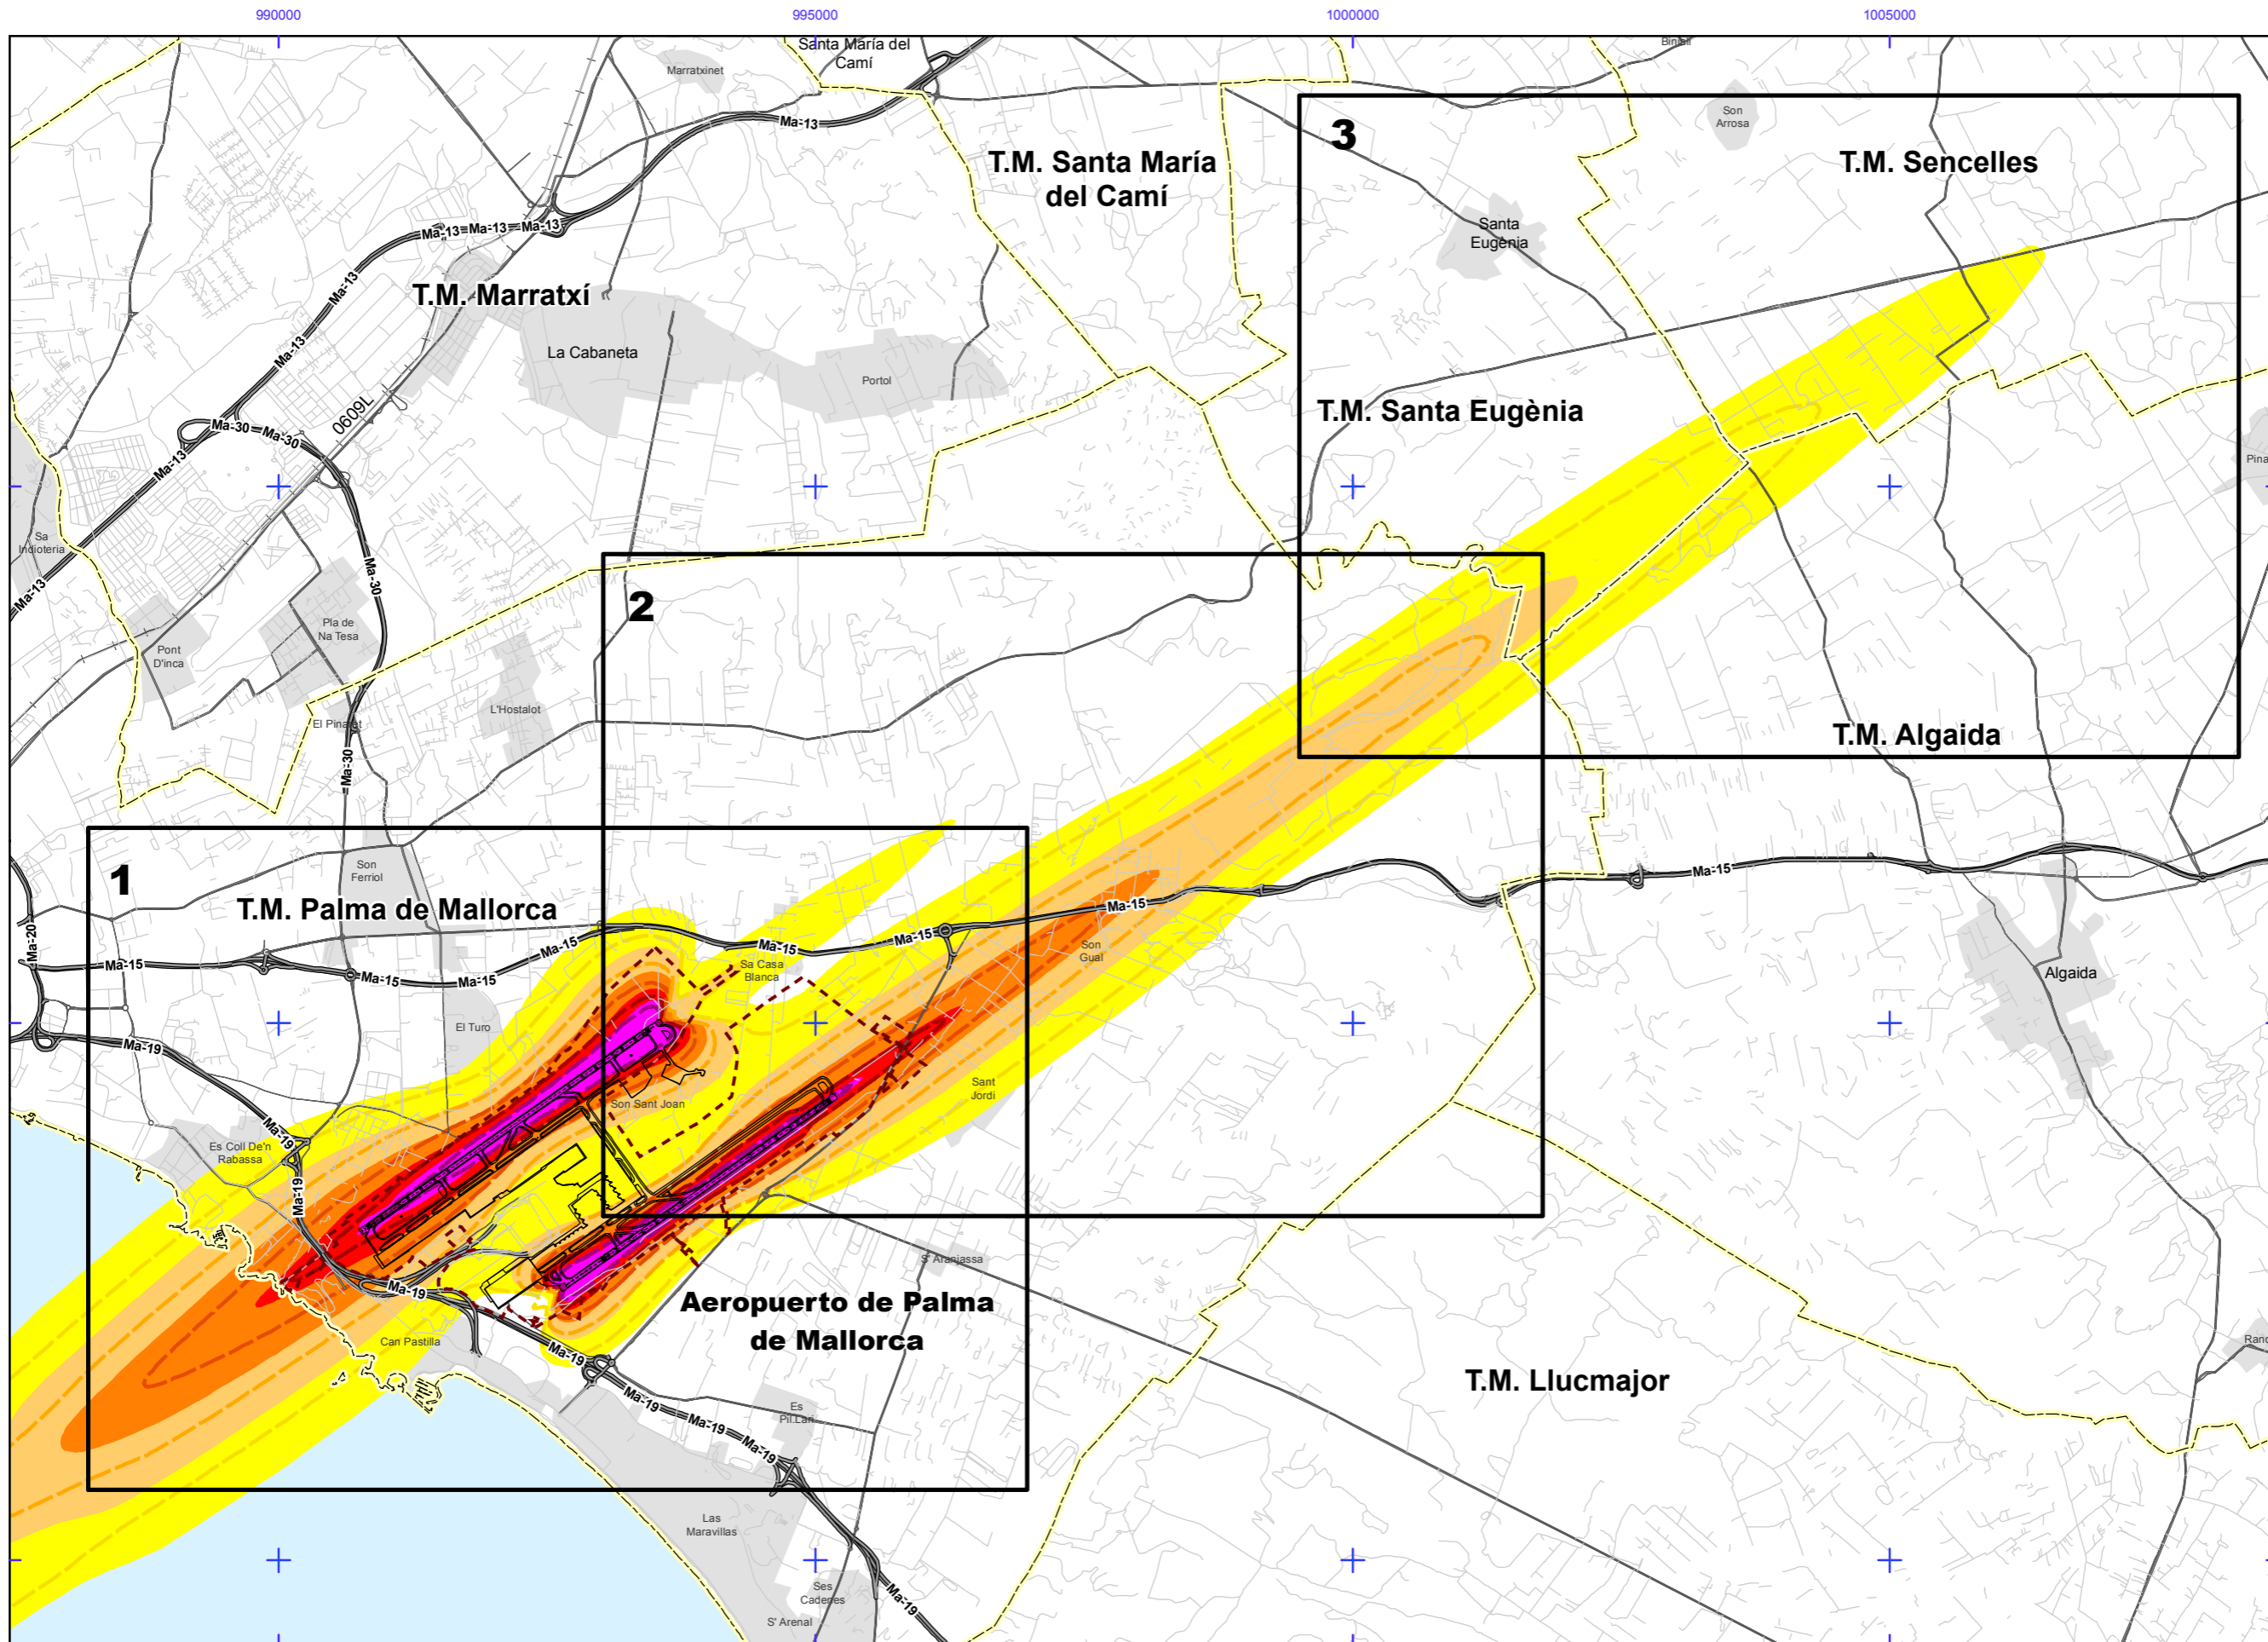 990000
995000
1000000
1005000
Santa María del
Camí
Marratxinet
Ma-13
T.M. Santa María
del Camí
3
Son
Arrosa
T.M. Sencelles
Santa
Eugènia
Ma-13
Ma-13
Ma-13
Ma-13
T.M. Marratxí
Ma-13
La Cabaneta
Portol
T.M. Santa Eugènia
0609L
Ma-30
Ma-30
Ma-13
Pina
Sa
Indioteria
Ma-13
Ma-30
2
Pla de
Na Tesa
Pont
D'inca
L'Hostalot
El Pinaret
Ma-30
T.M. Algaida
1
Son
Ferriol
T.M. Palma de Mallorca
Ma-15
Ma-15
Ma-20
Ma-15
Ma-15
Ma-15
Ma-15
Ma-15
Ma-15
Son
Gual
Sa Casa
Blanca
Algaida
El Turo
Ma-19
Sant
Jordi
Son Sant Joan
Es Coll De'n
Rabassa
Ma-19
Ma-19
S' Aranjassa
Ma-19
Aeropuerto de Palma
de Mallorca
Can Pastilla
Ma-19
T.M. Llucmajor
Ma-19
Ma-19
Ma-19
Es
Pil.Lari
Las
Maravillas
Ses
Cadenes
Ma-19
S' Arenal